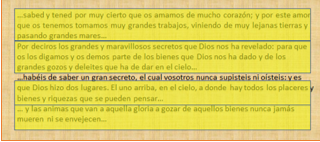 ...sabed y tened por muy cierto que os amamos de mucho corazón; y por este amor
que os tenemos tomamos muy grandes trabajos, viniendo de muy lejanas tierras y
pasando grandes mares...
Por deciros los grandes y maravillosos secretos que Dios nos ha revelado: para que
os los digamos y os demos parte de los bienes que Dios nos ha dado y de los
grandes gozos y deleites que ha de dar en el cielo...
...habéis de saber un gran secreto, el cual vosotros nunca supisteis ni oísteis: y es
que Dios hizo dos lugares. El uno arriba, en el cielo, a donde hay todos los placeres y
bienes y riquezas que se pueden pensar...
... y las animas que van a aquella gloria a gozar de aquellos bienes nunca jamás
mueren ni se envejecen...